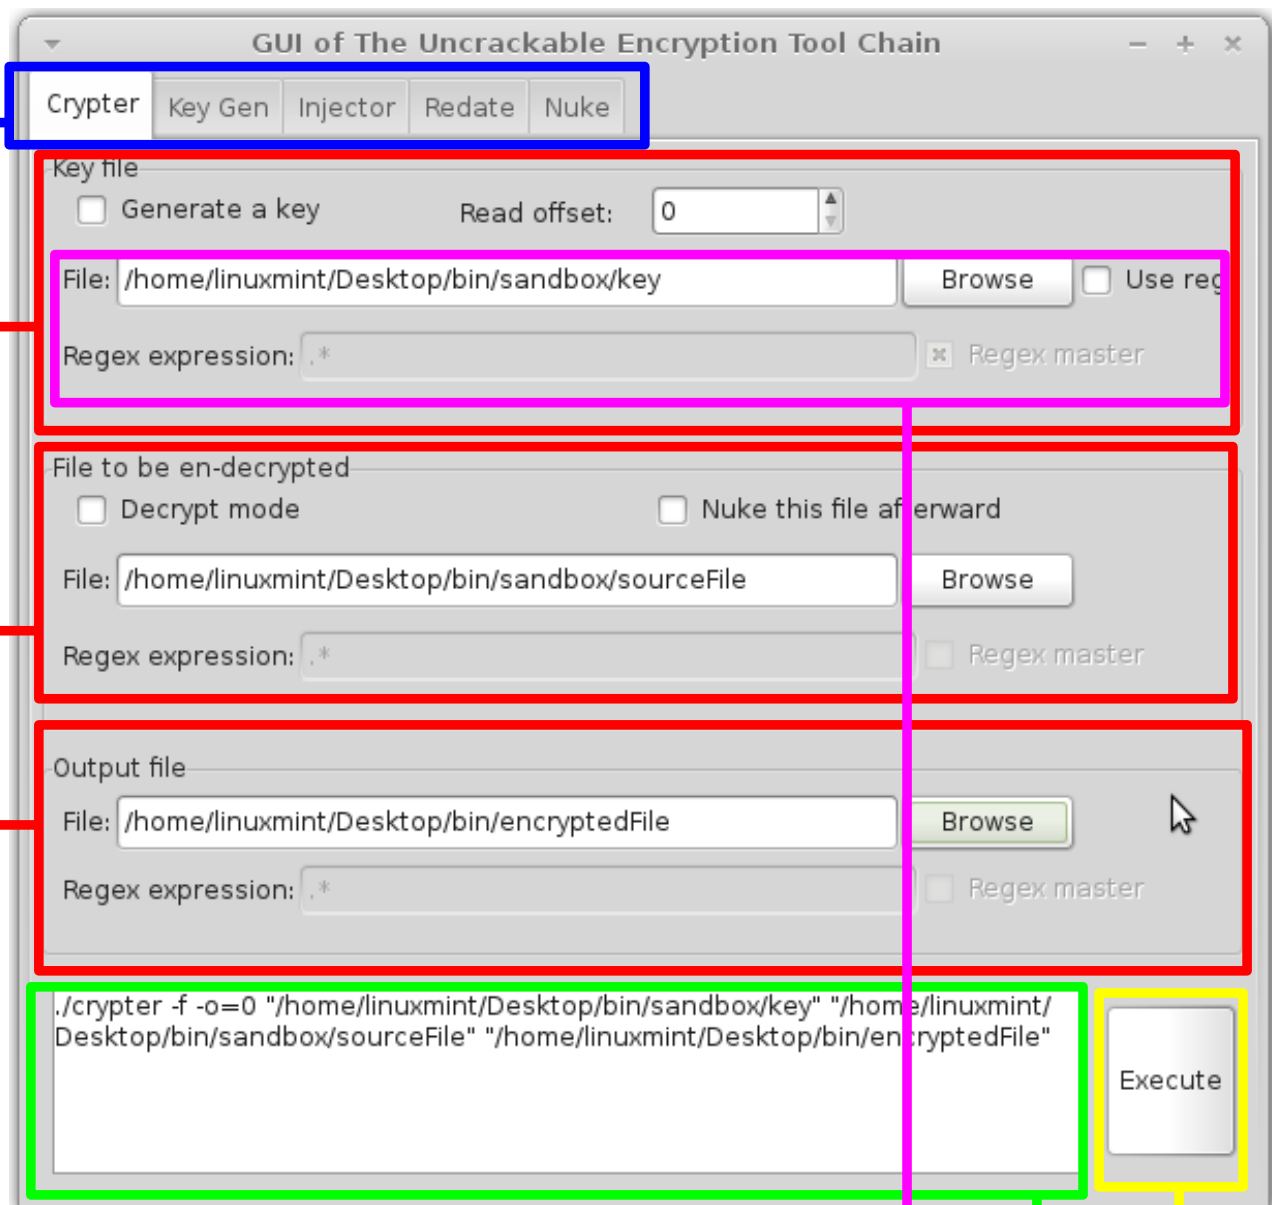 GUI of The Uncrackable Encryption Tool Chain
Crypter Key Gen Injector Redate Nuke
Key file
Generate a key Read offset: 0
File: /home/linuxmint/Desktop/bin/sandbox/key Browse Use reg
Regex expression: .* Regex master
File to be en-decrypted
Decrypt mode Nuke this file afterward
File: /home/linuxmint/Desktop/bin/sandbox/sourceFile Browse
Regex expression: .* Regex master
Output file
File: /home/linuxmint/Desktop/bin/encryptedFile Browse
Regex expression: .* Regex master
./crypter -f -o=0 "/home/linuxmint/Desktop/bin/sandbox/key" "/home/linuxmint/
Desktop/bin/sandbox/sourceFile" "/home/linuxmint/Desktop/bin/encryptedFile"
Execute